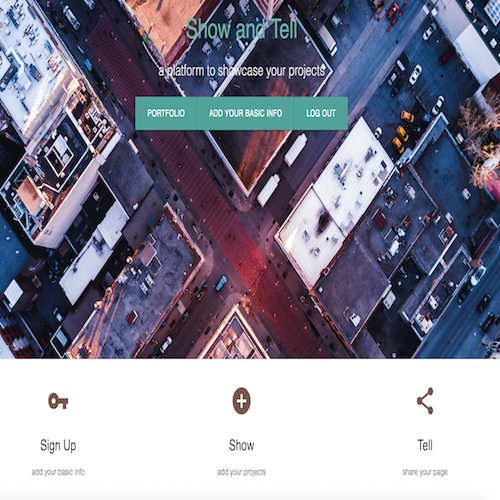 Show and Tell
a platform to showcase your projects
PORTFOLIO ADD YOUR BASIC INFO LOG OUT
Sign Up Show Tell
add your basic info add your projects share your page